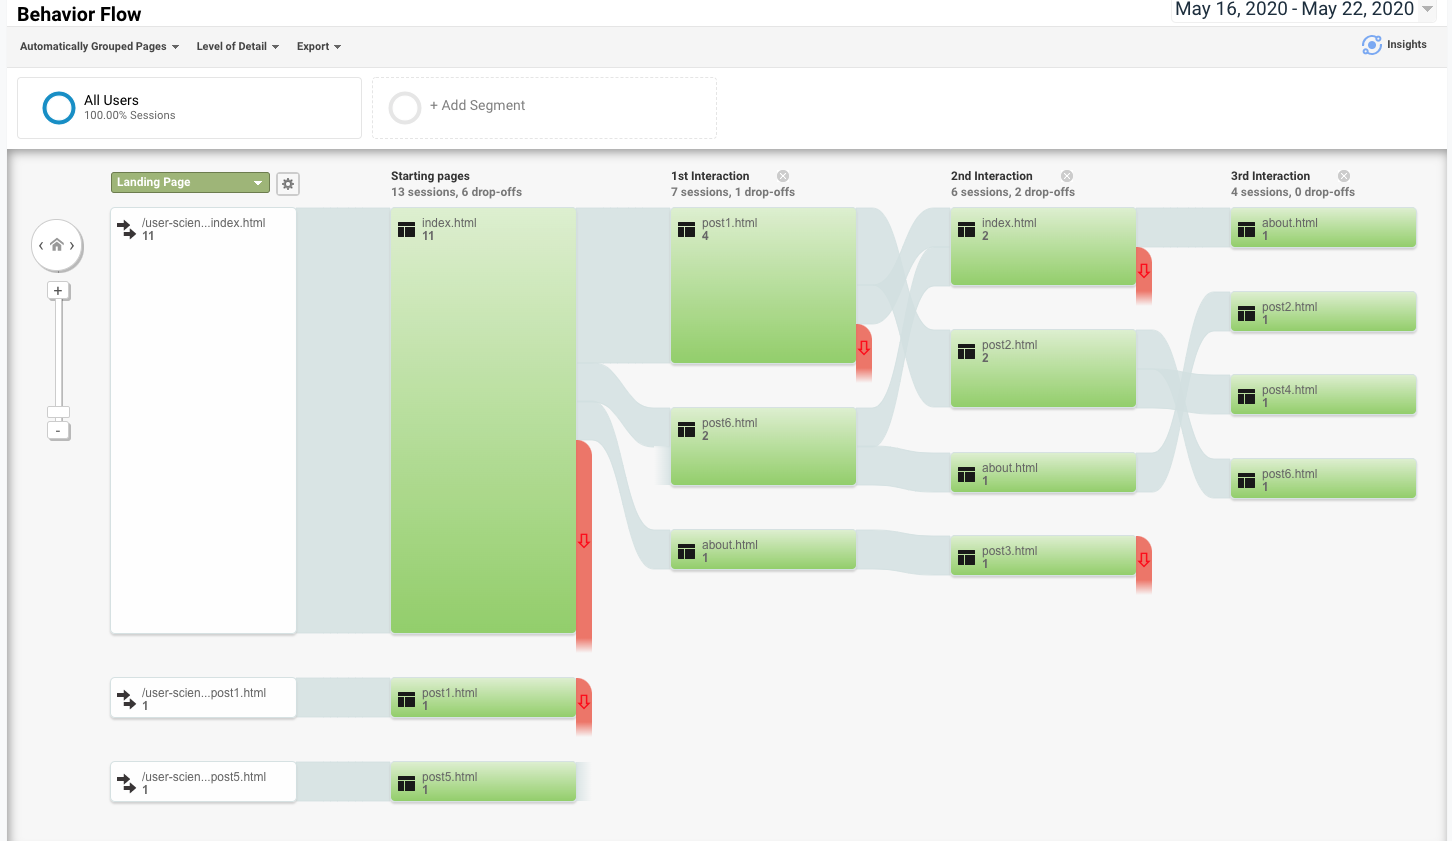 Behavior Flow
May 16, 2020 - May 22, 2020
Automatically Grouped Pages Level of Detail Export
Insights
All Users
100.00% Sessions
+ Add Segment
Landing Page
Starting pages
13 sessions, 6 drop-offs
1st Interaction
7 sessions, 1 drop-offs
2nd Interaction
6 sessions, 2 drop-offs
3rd Interaction
4 sessions, 0 drop-offs
/user-scien...index.html
11
/user-scien...post1.html
1
/user-scien...post5.html
1
index.html
11
post1.html
1
post5.html
1
post1.html
4
post6.html
2
about.html
1
index.html
2
post2.html
2
about.html
1
post3.html
1
about.html
1
post2.html
1
post4.html
1
post6.html
1
+
-